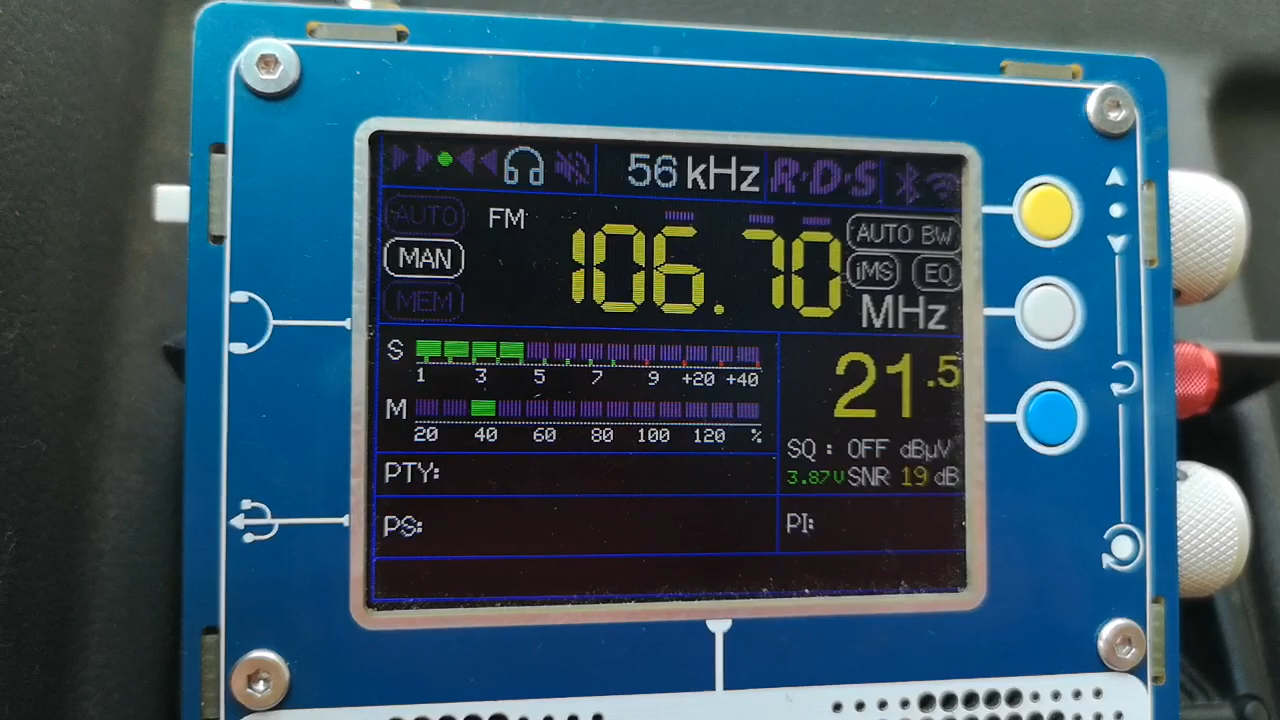 56 kHz R·D·S
AUTO FM
106.70 AUTO BW
MAN iMS EQ
MEM MHz
S
1 3 5 7 9 +20 +40
21.5
M
20 40 60 80 100 120 %
SQ : OFF dBµV
3.87V SNR 19 dB
PTY:
PS: PI: